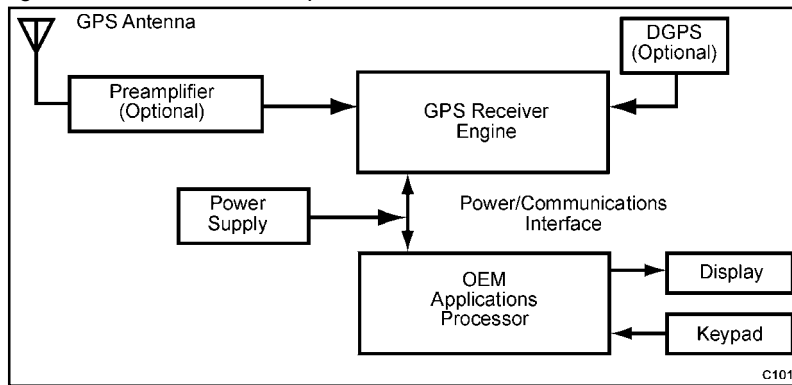 GPS Antenna
DGPS
(Optional)
Preamplifier
(Optional)
GPS Receiver
Engine
Power
Supply
Power/Communications
Interface
OEM
Applications
Processor
Display
Keypad
C101